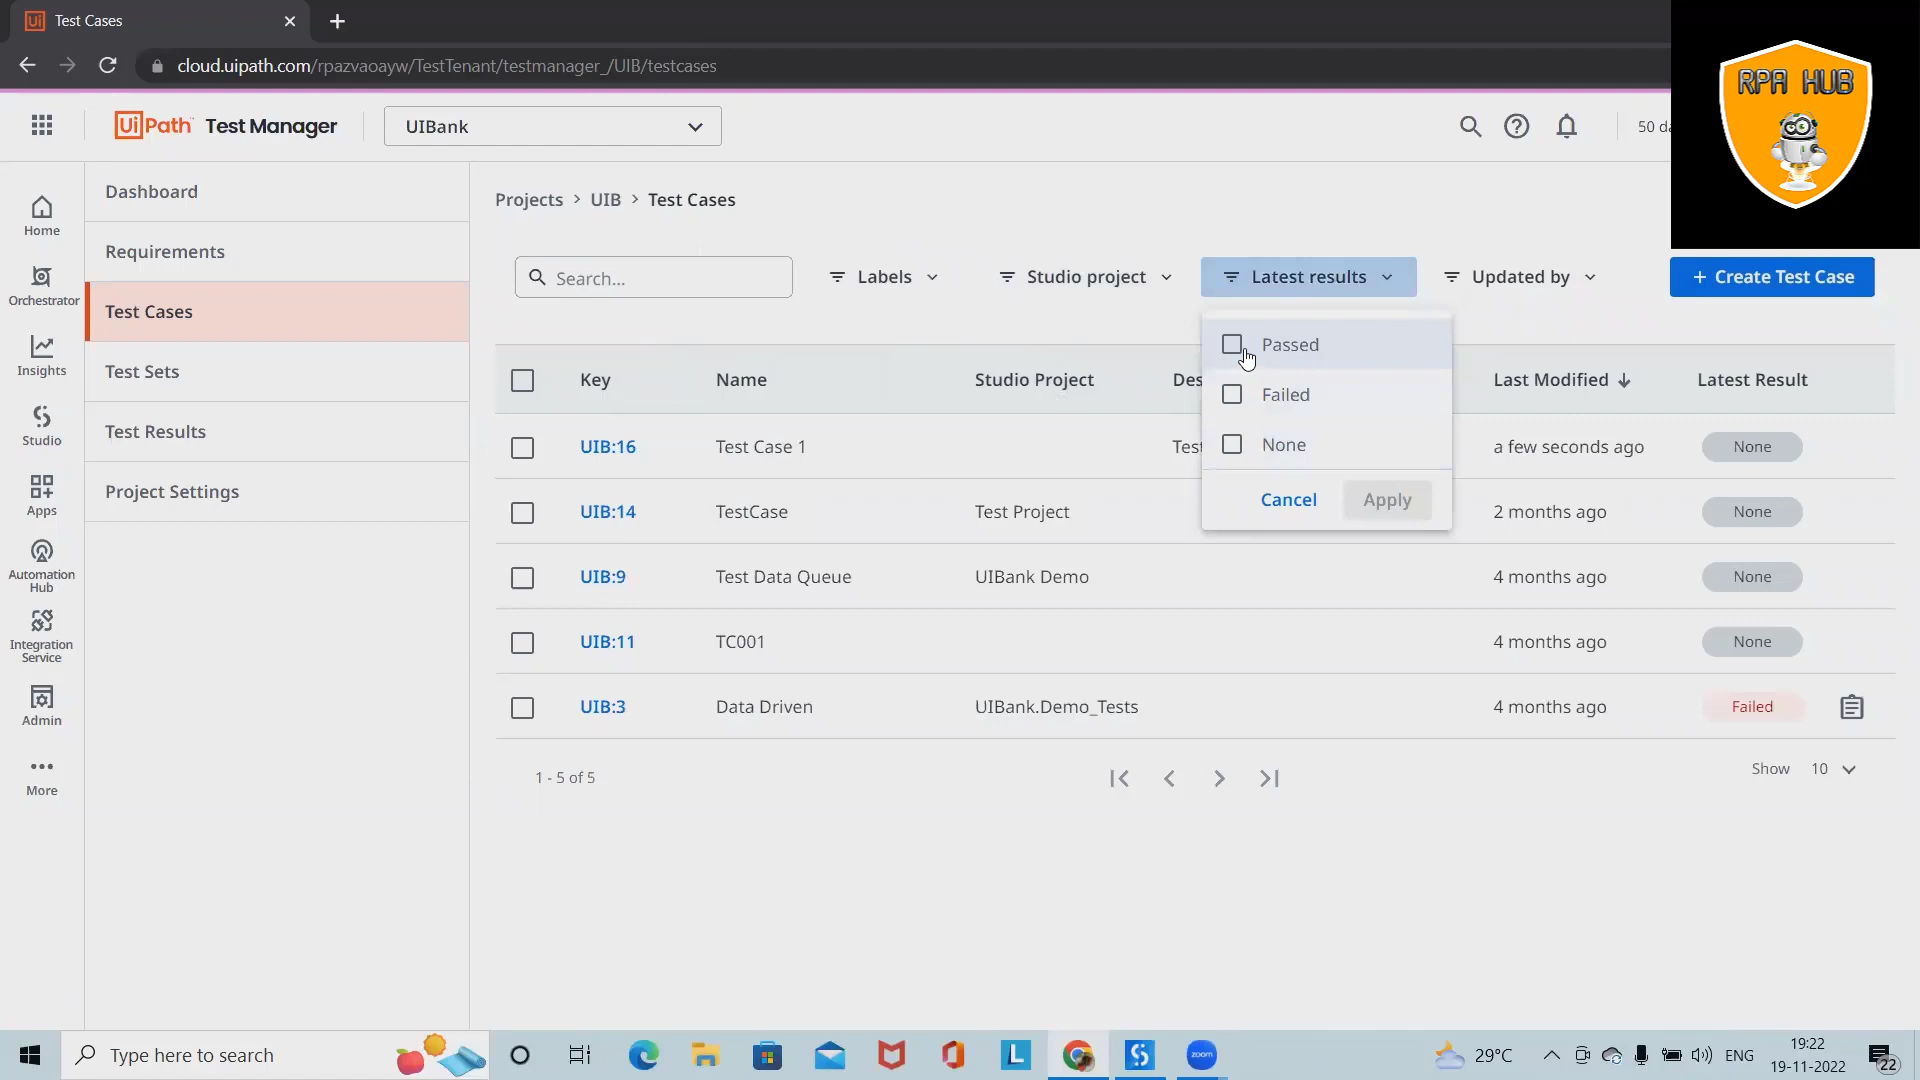 Test Cases
cloud.uipath.com/rpazvaoayw/TestTenant/testmanager_/UIB/testcases
RPA HUB
UiPath Test Manager
UIBank
50 da
Home
Orchestrator
Insights
Studio
Apps
Automation
Hub
Integration
Service
Admin
More
Dashboard
Requirements
Test Cases
Test Sets
Test Results
Project Settings
Projects > UIB > Test Cases
Search...
Labels
Studio project
Latest results
Updated by
+ Create Test Case
Passed
Failed
None
Cancel
Apply
Key Name Studio Project Des Last Modified Latest Result
UIB:16 Test Case 1 Test a few seconds ago None
UIB:14 TestCase Test Project 2 months ago None
UIB:9 Test Data Queue UIBank Demo 4 months ago None
UIB:11 TC001 4 months ago None
UIB:3 Data Driven UIBank.Demo_Tests 4 months ago Failed
1 - 5 of 5
Show 10
Type here to search
L
zoom
29°C
ENG
19:22
19-11-2022
22